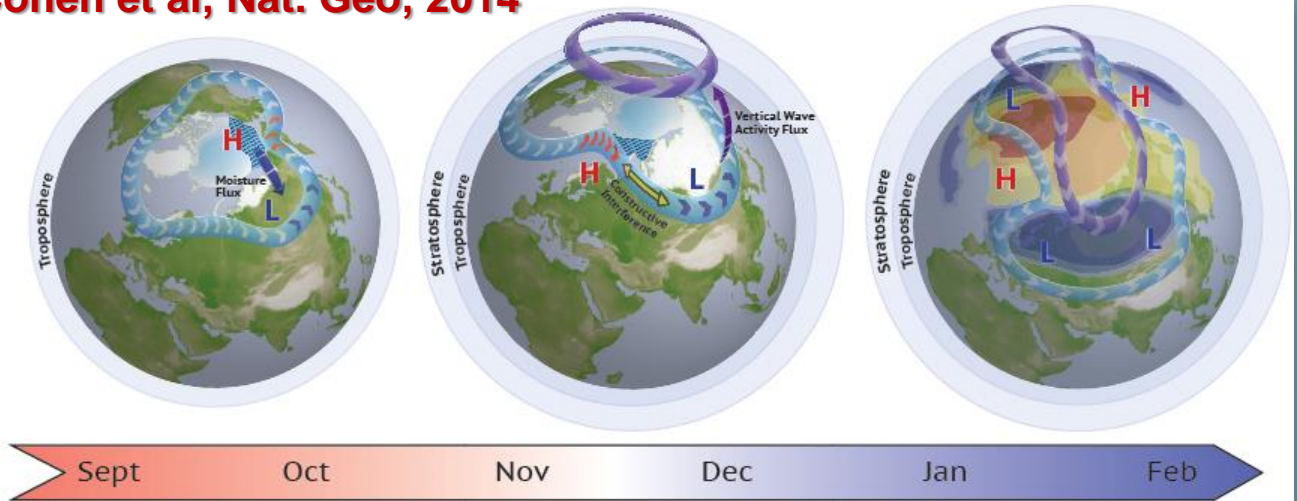 Cohen et al, Nat. Geo, 2014
Troposphere
H
Moisture
Flux
L
Stratosphere
Troposphere
H
Constructive
Interference
L
Vertical Wave
Activity Flux
Stratosphere
Troposphere
L
H
H
L
L
Sept Oct Nov Dec Jan Feb